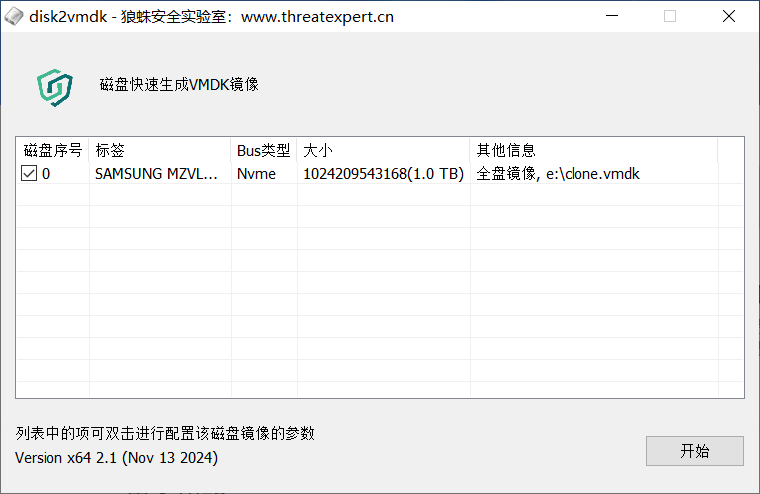 disk2vmdk - 狼蛛安全实验室：www.threatexpert.cn
磁盘快速生成VMDK镜像
磁盘序号 标签 Bus类型 大小 其他信息
0 SAMSUNG MZVL... Nvme 1024209543168(1.0 TB) 全盘镜像, e:\clone.vmdk
列表中的项可双击进行配置该磁盘镜像的参数
Version x64 2.1 (Nov 13 2024)
开始